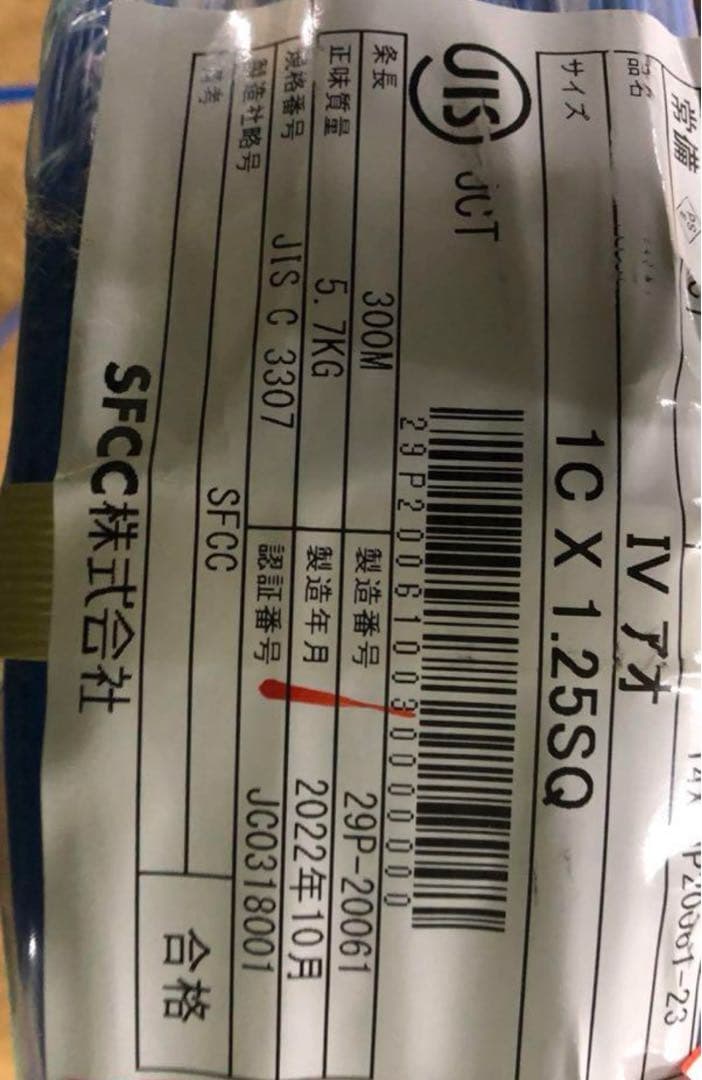 常備
品名 IV アオ
サイズ 1C X 1.25SQ
JIS JCT
29P2006100300000000
条長 300M 製造番号 29P-20061
正味質量 5.7KG 製造年月 2022年10月
規格番号 JIS C 3307 認証番号 JC0318001
製造社略号 SFCC
備考
合格
SFCC株式会社